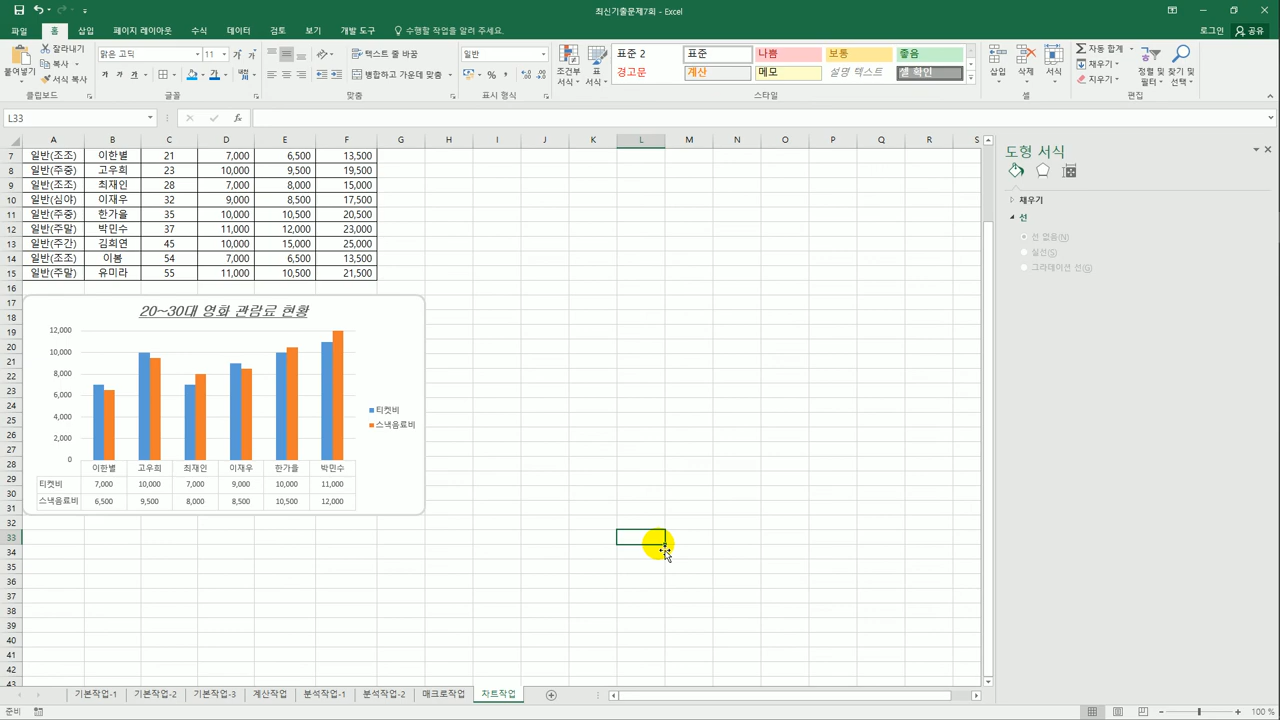 최신기출문제7회 - Excel
로그인 공유
파일 홈 삽입 페이지 레이아웃 수식 데이터 검토 보기 개발 도구 수행할 작업을 알려 주세요.
붙여넣기 잘라내기 복사 서식 복사 클립보드
맑은 고딕 11 가 가 가 가 가 글꼴
텍스트 줄 바꿈
병합하고 가운데 맞춤
맞춤
일반
% ,
표시 형식
조건부 서식 표 서식
표준 2 표준 나쁨 보통 좋음
경고문 계산 메모 설명 텍스트 셀 확인
스타일
삽입 삭제 서식
셀
자동 합계
채우기
지우기
정렬 및 필터 찾기 및 선택
편집
L33 fx
A B C D E F G H I J K L M N O P Q R S
7 일반(조조) 이한별 21 7,000 6,500 13,500
8 일반(주중) 고우희 23 10,000 9,500 19,500
9 일반(조조) 최재인 28 7,000 8,000 15,000
10 일반(심야) 이재우 32 9,000 8,500 17,500
11 일반(주중) 한가을 35 10,000 10,500 20,500
12 일반(주말) 박민수 37 11,000 12,000 23,000
13 일반(주간) 김희연 45 10,000 15,000 25,000
14 일반(조조) 이봄 54 7,000 6,500 13,500
15 일반(주말) 유미라 55 11,000 10,500 21,500
16
17
18
19
20
21
22
23
24
25
26
27
28
29
30
31
32
33
34
35
36
37
38
39
40
41
42
43
20~30대 영화 관람료 현황
12,000
10,000
8,000
6,000
4,000
2,000
0
티켓비
스낵음료비
이한별 고우희 최재인 이재우 한가을 박민수
티켓비 7,000 10,000 7,000 9,000 10,000 11,000
스낵음료비 6,500 9,500 8,000 8,500 10,500 12,000
도형 서식
채우기
선
선 없음(N)
실선(S)
그라데이션 선(G)
기본작업-1 기본작업-2 기본작업-3 계산작업 분석작업-1 분석작업-2 매크로작업 차트작업
준비 100 %